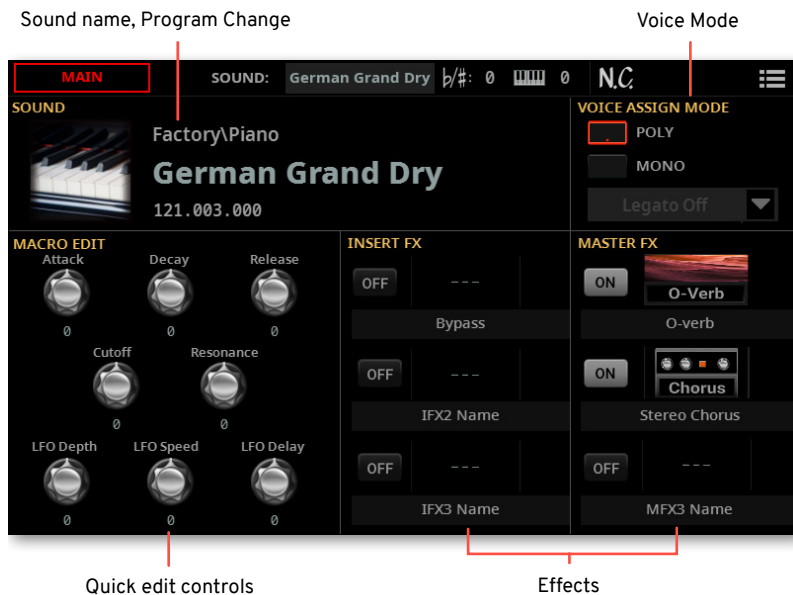 Sound name, Program Change
Voice Mode
MAIN
SOUND: German Grand Dry ♭/#: 0 0 N.C.
SOUND
Factory\Piano
German Grand Dry
121.003.000
VOICE ASSIGN MODE
POLY
MONO
Legato Off
MACRO EDIT
Attack Decay Release
0 0 0
Cutoff Resonance
0 0
LFO Depth LFO Speed LFO Delay
0 0 0
INSERT FX
OFF ---
Bypass
OFF ---
IFX2 Name
OFF ---
IFX3 Name
MASTER FX
ON O-Verb
O-verb
ON Chorus
Stereo Chorus
OFF ---
MFX3 Name
Quick edit controls
Effects